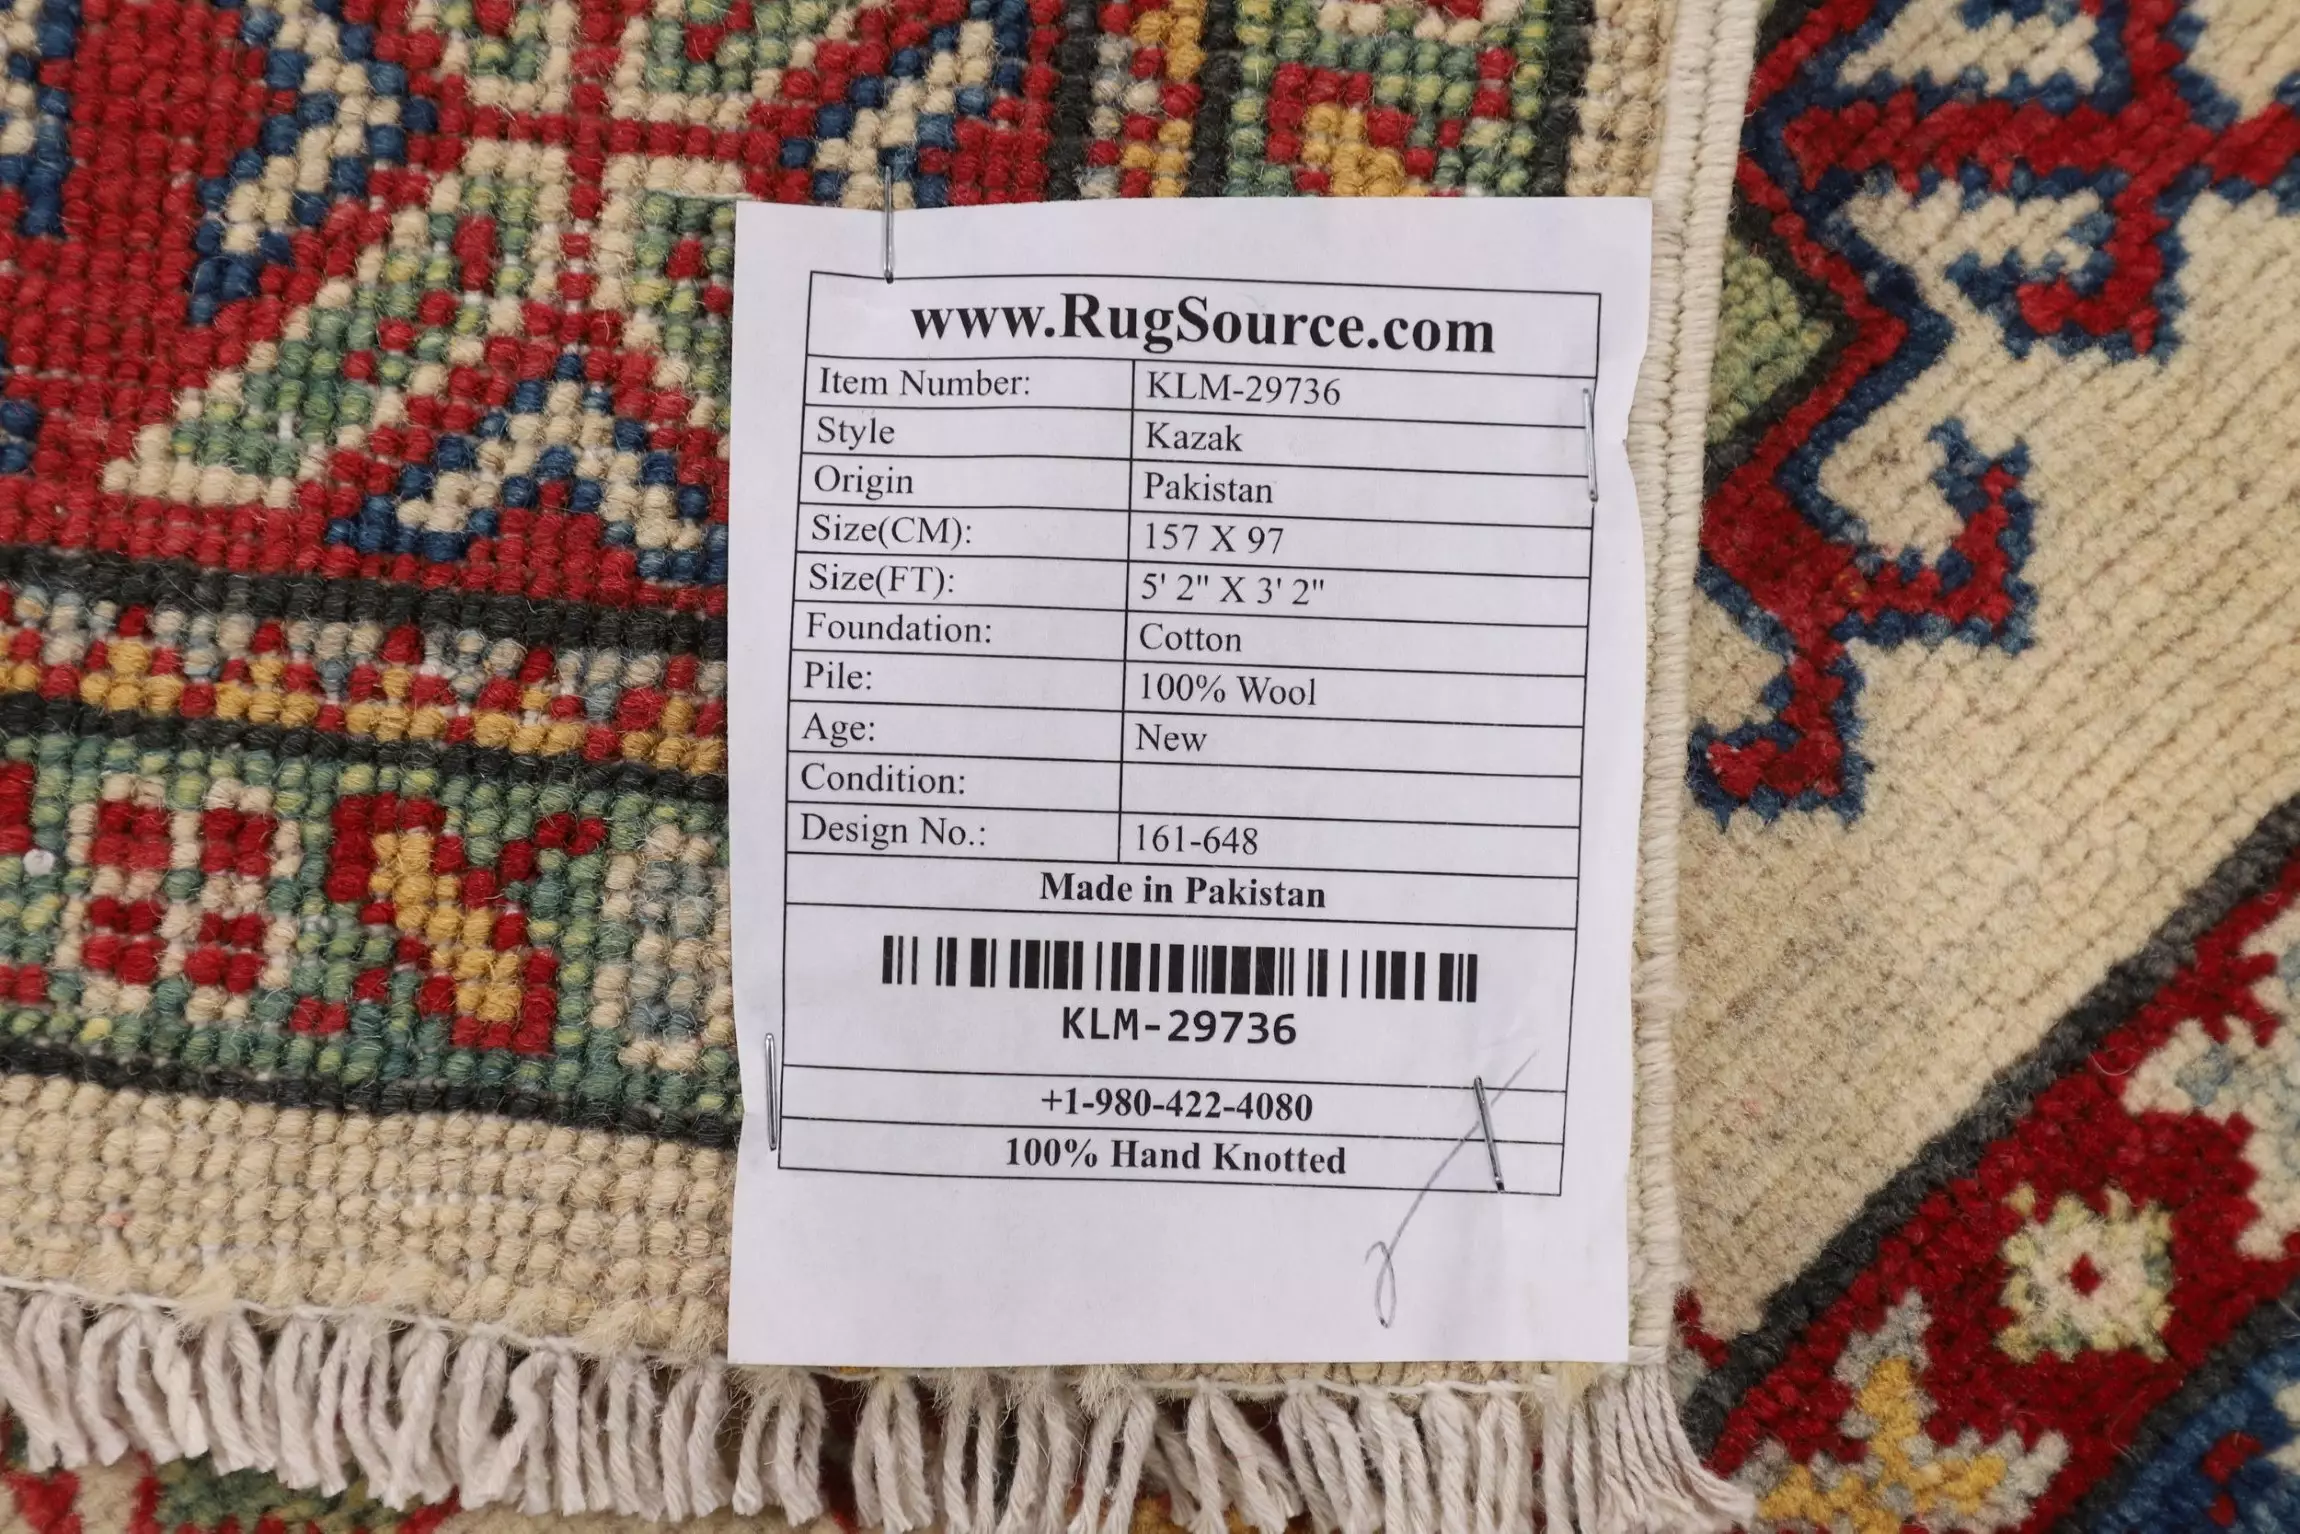 www.RugSource.com
Item Number: KLM-29736
Style Kazak
Origin Pakistan
Size(CM): 157 X 97
Size(FT): 5' 2" X 3' 2"
Foundation: Cotton
Pile: 100% Wool
Age: New
Condition:
Design No.: 161-648
Made in Pakistan
KLM-29736
+1-980-422-4080
100% Hand Knotted